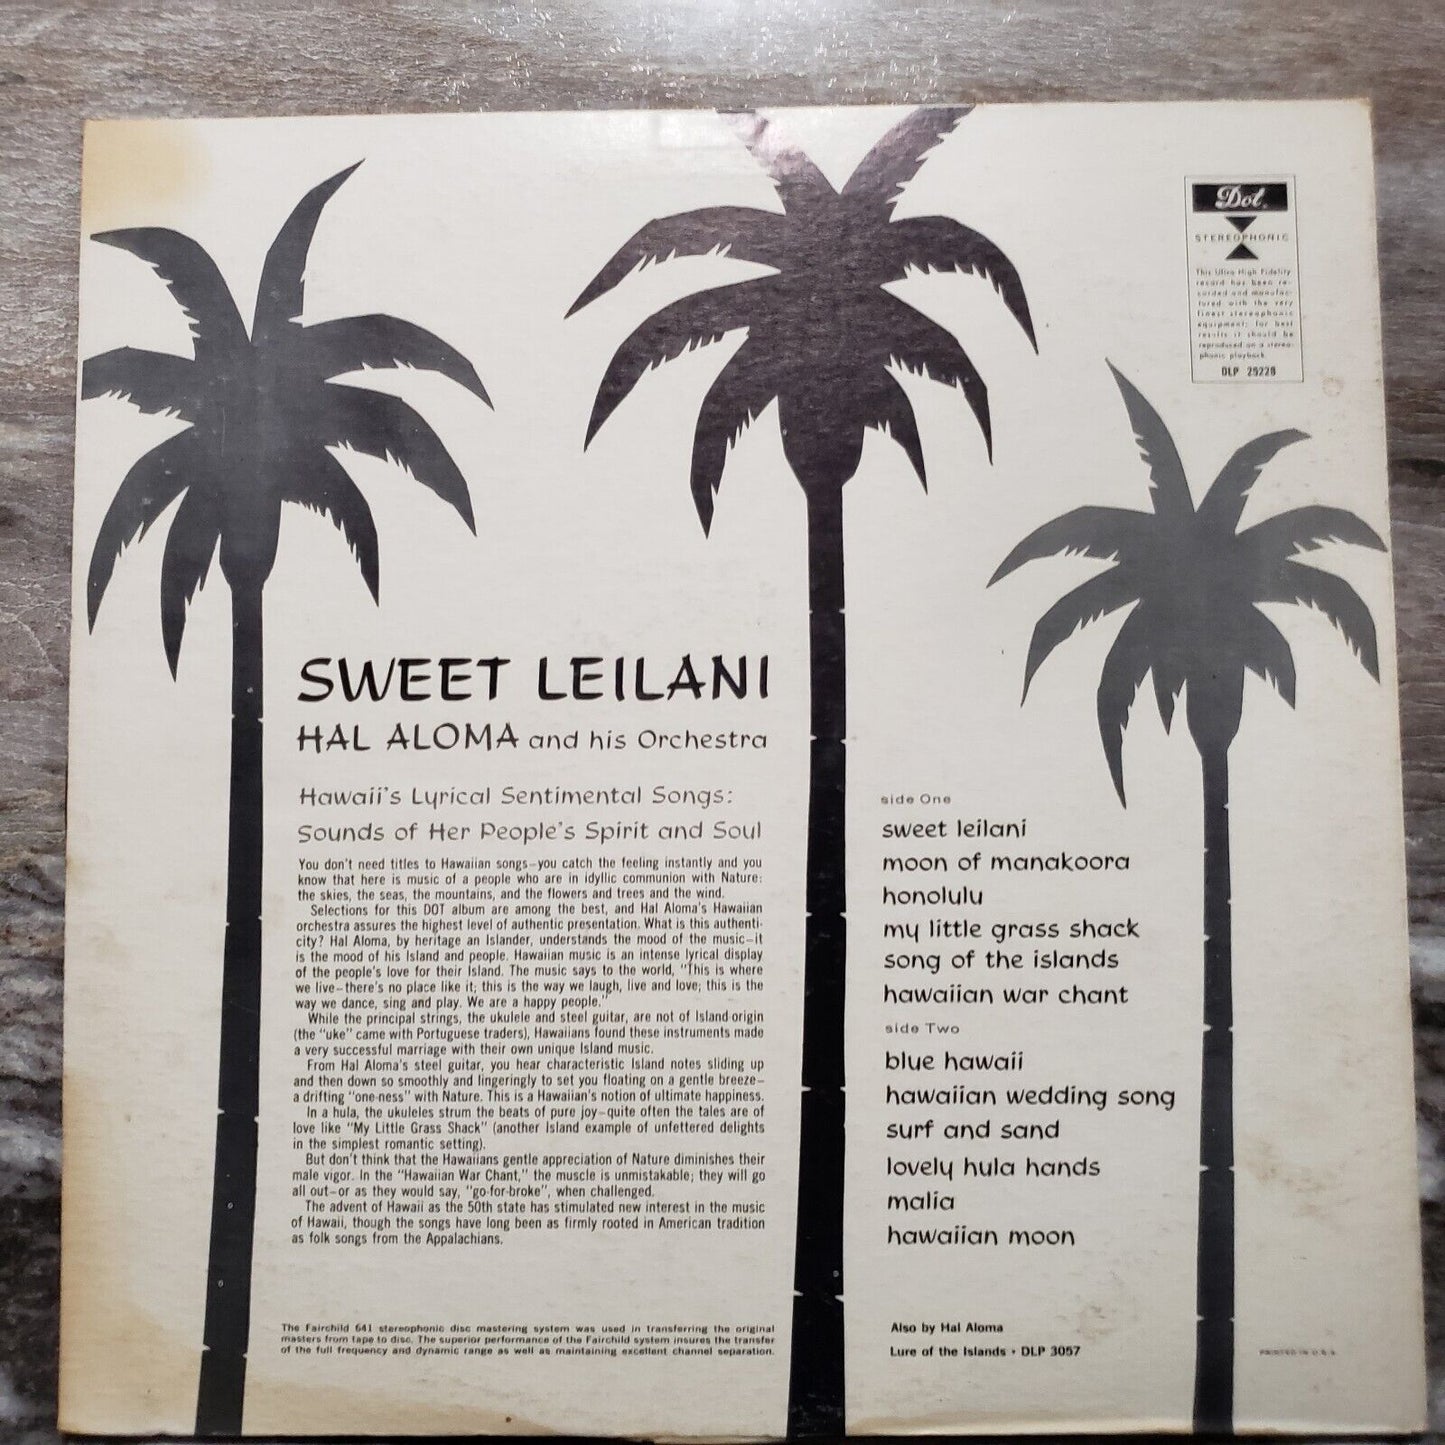 Dot.
STEREOPHONIC
This Ultra High Fidelity
record has been re-
corded and manufac-
tured with the very
finest stereophonic
equipment; for best
results it should be
reproduced on a stereo-
phonic playback.
DLP 25229
SWEET LEILANI
HAL ALOMA and his Orchestra
Hawaii's Lyrical Sentimental Songs:
Sounds of Her People's Spirit and Soul
You don't need titles to Hawaiian songs—you catch the feeling instantly and you
know that here is music of a people who are in idyllic communion with Nature:
the skies, the seas, the mountains, and the flowers and trees and the wind.
Selections for this DOT album are among the best, and Hal Aloma's Hawaiian
orchestra assures the highest level of authentic presentation. What is this authenti-
city? Hal Aloma, by heritage an Islander, understands the mood of the music—it
is the mood of his Island and people. Hawaiian music is an intense lyrical display
of the people's love for their Island. The music says to the world, "This is where
we live—there's no place like it; this is the way we laugh, live and love; this is the
way we dance, sing and play. We are a happy people."
While the principal strings, the ukulele and steel guitar, are not of Island origin
(the "uke" came with Portuguese traders), Hawaiians found these instruments made
a very successful marriage with their own unique Island music.
From Hal Aloma's steel guitar, you hear characteristic Island notes sliding up
and then down so smoothly and lingeringly to set you floating on a gentle breeze—
a drifting "one-ness" with Nature. This is a Hawaiian's notion of ultimate happiness.
In a hula, the ukuleles strum the beats of pure joy—quite often the tales are of
love like "My Little Grass Shack" (another Island example of unfettered delights
in the simplest romantic setting).
But don't think that the Hawaiians gentle appreciation of Nature diminishes their
male vigor. In the "Hawaiian War Chant," the muscle is unmistakable; they will go
all out—or as they would say, "go-for-broke", when challenged.
The advent of Hawaii as the 50th state has stimulated new interest in the music
of Hawaii, though the songs have long been as firmly rooted in American tradition
as folk songs from the Appalachians.
The Fairchild 641 stereophonic disc mastering system was used in transferring the original
masters from tape to disc. The superior performance of the Fairchild system insures the transfer
of the full frequency and dynamic range as well as maintaining excellent channel separation.
side One
sweet leilani
moon of manakoora
honolulu
my little grass shack
song of the islands
hawaiian war chant
side Two
blue hawaii
hawaiian wedding song
surf and sand
lovely hula hands
malia
hawaiian moon
Also by Hal Aloma
Lure of the Islands • DLP 3057
PRINTED IN U.S.A.